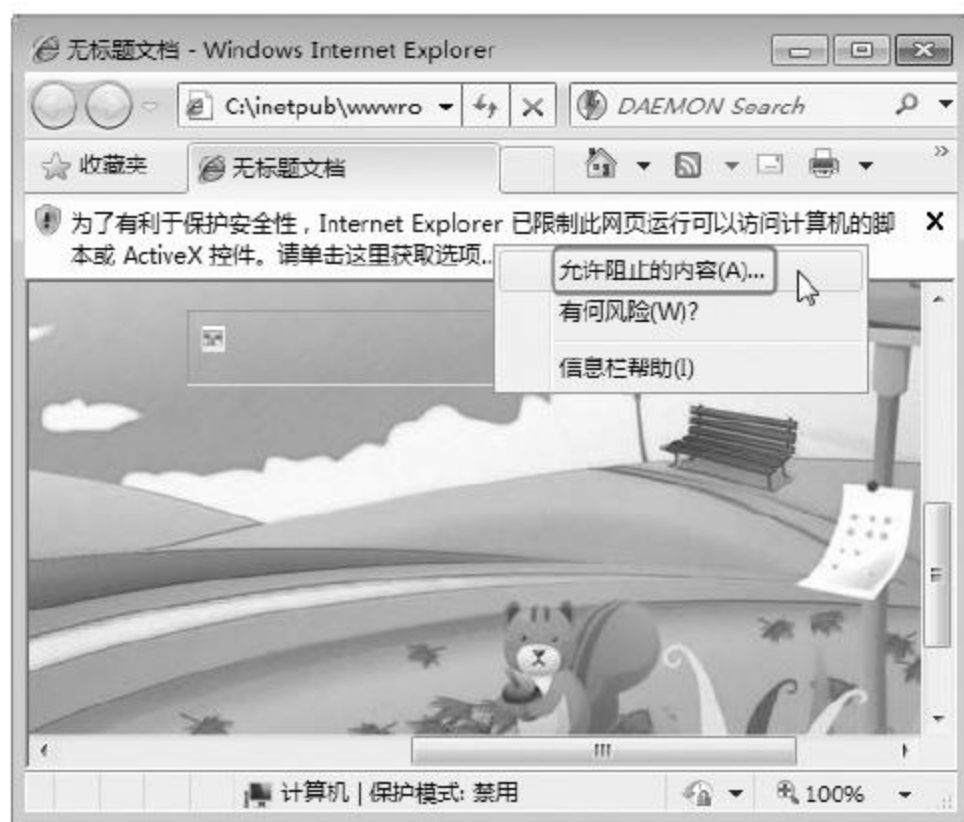 无标题文档 - Windows Internet Explorer
C:\inetpub\wwwro
DAEMON Search
收藏夹
无标题文档
为了有利于保护安全性，Internet Explorer 已限制此网页运行可以访问计算机的脚
本或 ActiveX 控件。请单击这里获取选项...
允许阻止的内容(A)...
有何风险(W)?
信息栏帮助(I)
计算机 | 保护模式: 禁用
100%